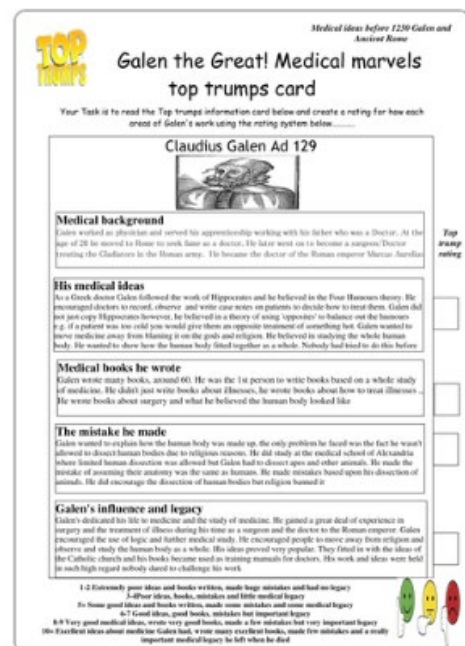 Medical ideas before 1250 Galen and
Ancient Rome
TOP
TRUMPS
Galen the Great! Medical marvels
top trumps card
Your Task is to read the Top trumps information card below and create a rating for how each
areas of Galen's work using the rating system below..........
Claudius Galen Ad 129
Medical background
Galen worked as physician and served his apprenticeship working with his father who was a Doctor. At the
age of 20 he moved to Rome to seek fame as a doctor. He later went on to become a surgeon/Doctor
treating the Gladiators in the Roman army. He became the doctor of the Roman emperor Marcus Aurelius
Top
trump
rating
His medical ideas
As a Greek doctor Galen followed the work of Hippocrates and he believed in the Four Humours theory. He
encouraged doctors to record, observe and write case notes on patients to decide how to treat them. Galen did
not just copy Hippocrates however, he believed in a theory of using 'opposites' to balance out the humours
e.g. if a patient was too cold you would give them an opposite treatment of something hot. Galen wanted to
move medicine away from blaming it on the gods and religion. He believed in studying the whole human
body. He wanted to show how the human body fitted together as a whole. Nobody had tried to do this before
Medical books he wrote
Galen wrote many books, around 60. He was the 1st person to write books based on a whole study
of medicine. He didn't just write about illnesses, he wrote books about how to treat illnesses ..
He wrote books about surgery and what he believed the human body looked like
The mistake he made
Galen wanted to explain how the human body was made up, the only problem he faced was the fact he wasn't
allowed to dissect human bodies due to religious reasons. He did study at the medical school of Alexandria
where limited human dissection was allowed but Galen had to dissect apes and other animals. He made the
mistake of assuming their anatomy was the same as humans. He made mistakes based upon his dissection of
animals. He did encourage the dissection of human bodies but religion banned it
Galen's influence and legacy
Galen's dedicated his life to medicine and the study of medicine. He gained a great deal of experience in
surgery and the treatment of illness during his time as a surgeon and the doctor to the Roman emperor. Galen
encouraged the use of logic and further medical study. He encouraged people to move away from religion and
observe and study the human body as a whole. His ideas proved very popular. They fitted in with the ideas
of the Catholic church and his books became used as training manuals for doctors. His work and ideas were held
in such high regard nobody dared to challenge his work
1-2 Extremely poor ideas and books written, made huge mistakes and had no legacy
3-4Poor ideas, books, mistakes and little medical legacy
5+ Some good ideas and books written, made some mistakes and some medical legacy
6-7 Good ideas, good books, mistakes but important legacy
8-9 Very good medical ideas, wrote very good books, made a few mistakes but very important legacy
10+ Excellent ideas about medicine Galen had, wrote many excellent books, made few mistakes and a really
important medical legacy he left when he died